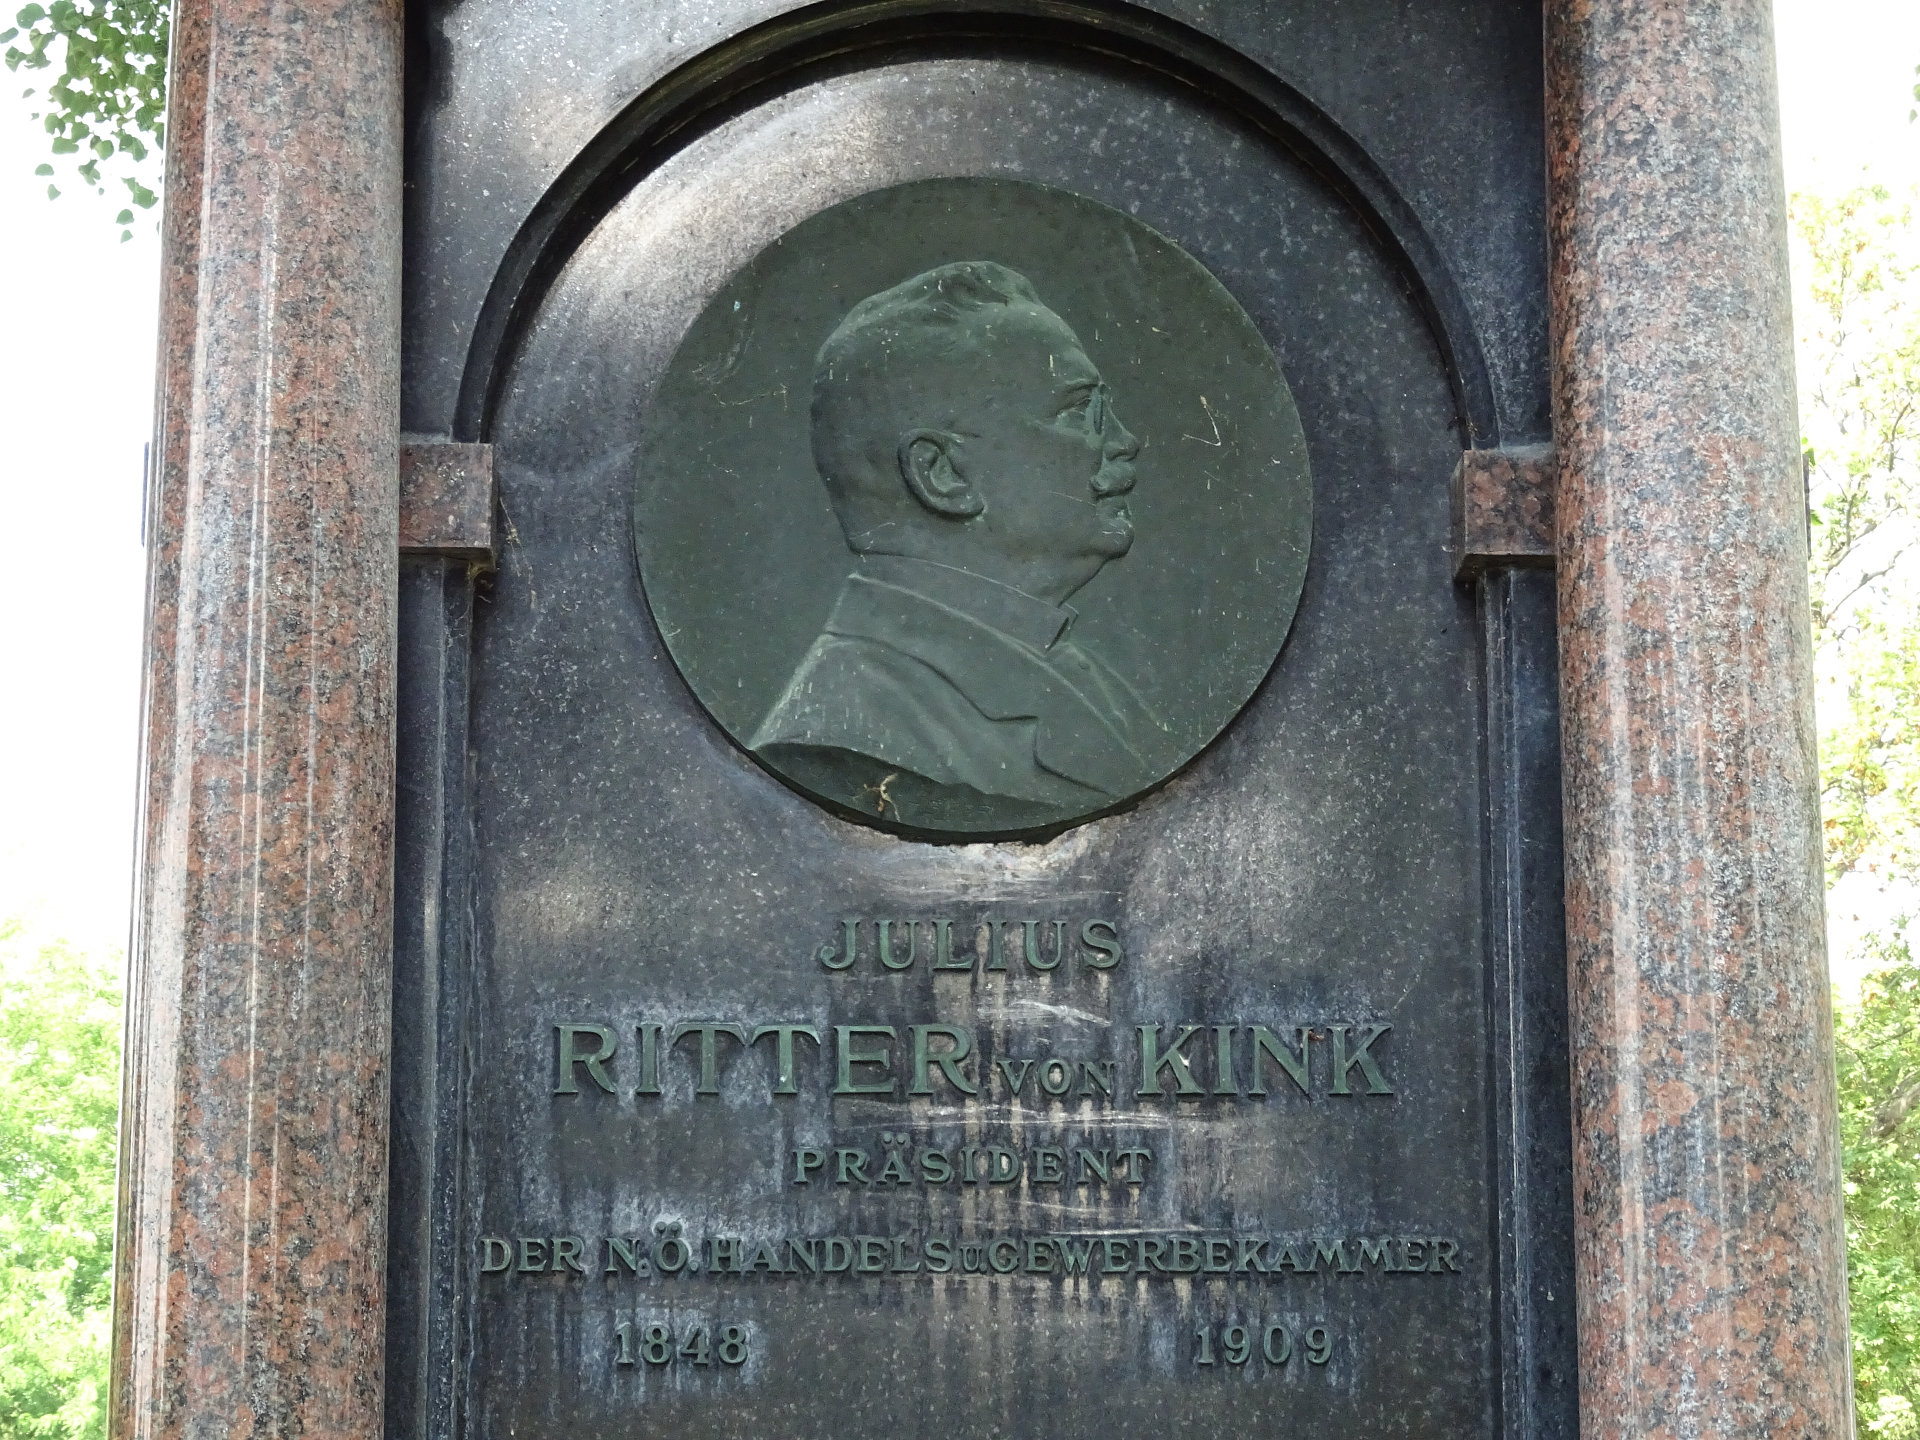 JULIUS
RITTER VON KINK
PRÄSIDENT
DER N.Ö. HANDELS U GEWERBEKAMMER
1848 1909